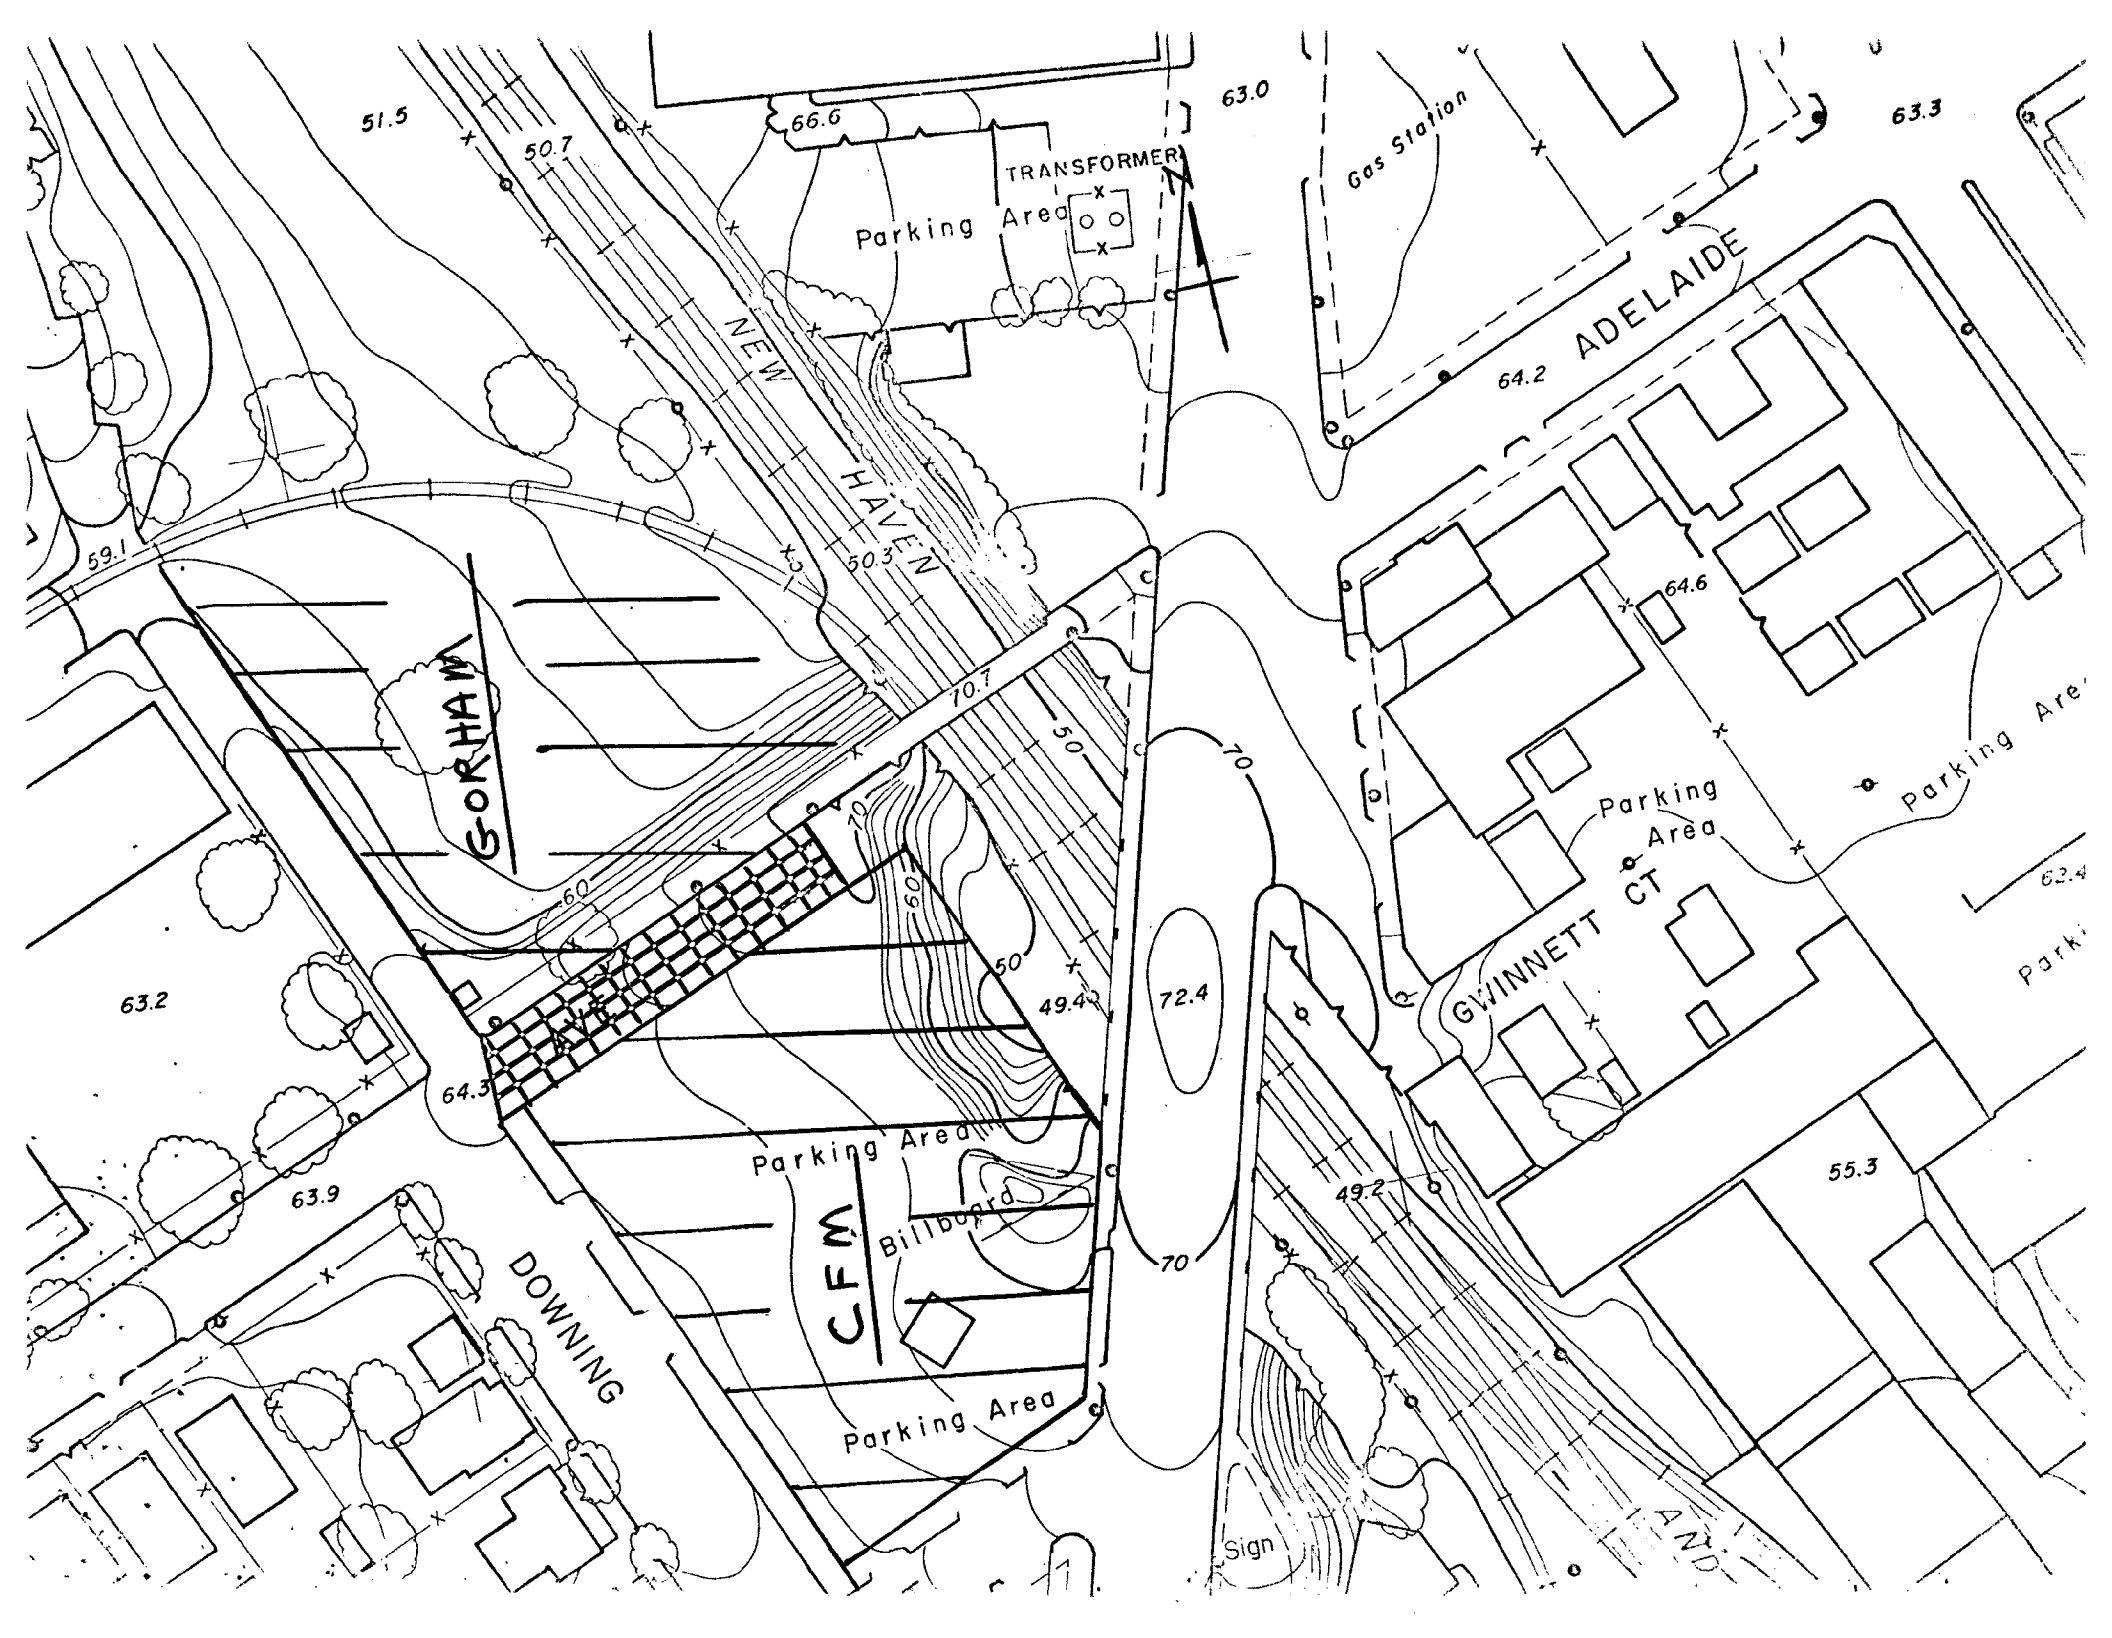 51.5
50.7
66.6
63.0
63.3
Gas Station
TRANSFORMER
N
Parking Area
ADELAIDE
64.2
NEW
HAVEN
59.1
50.3
64.6
GORHAM
70.7
50
70
70
Parking Area
Parking
Area
60
60
62.4
GWINNETT CT
50
49.4
72.4
63.2
AVE
64.3
Parking Area
63.9
Billboard
49.2
55.3
CFM
DOWNING
70
Parking Area
Sign
AND